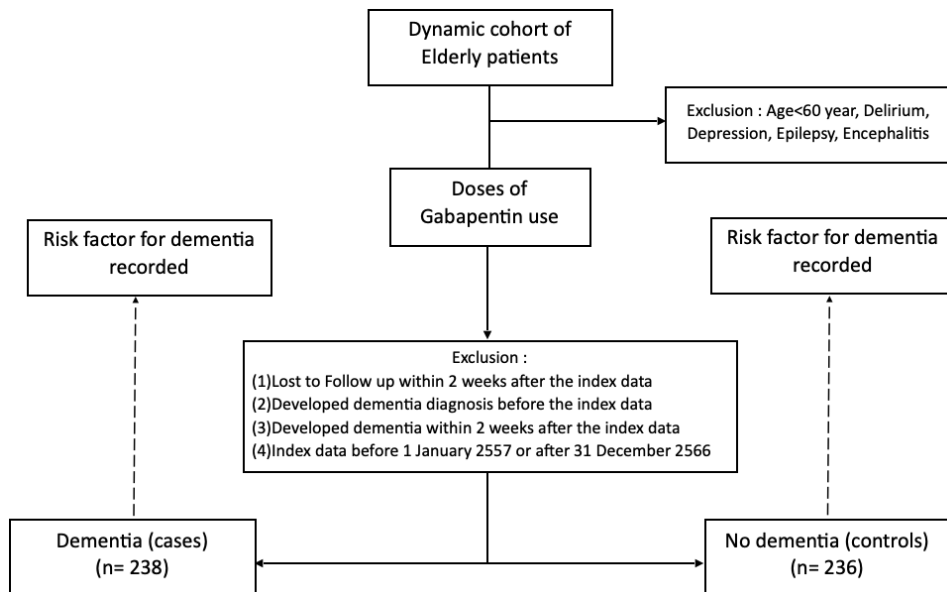 Dynamic cohort of
Elderly patients
Exclusion : Age<60 year, Delirium,
Depression, Epilepsy, Encephalitis
Doses of
Gabapentin use
Risk factor for dementia
recorded
Risk factor for dementia
recorded
Exclusion :
(1)Lost to Follow up within 2 weeks after the index data
(2)Developed dementia diagnosis before the index data
(3)Developed dementia within 2 weeks after the index data
(4)Index data before 1 January 2557 or after 31 December 2566
Dementia (cases)
(n= 238)
No dementia (controls)
(n= 236)